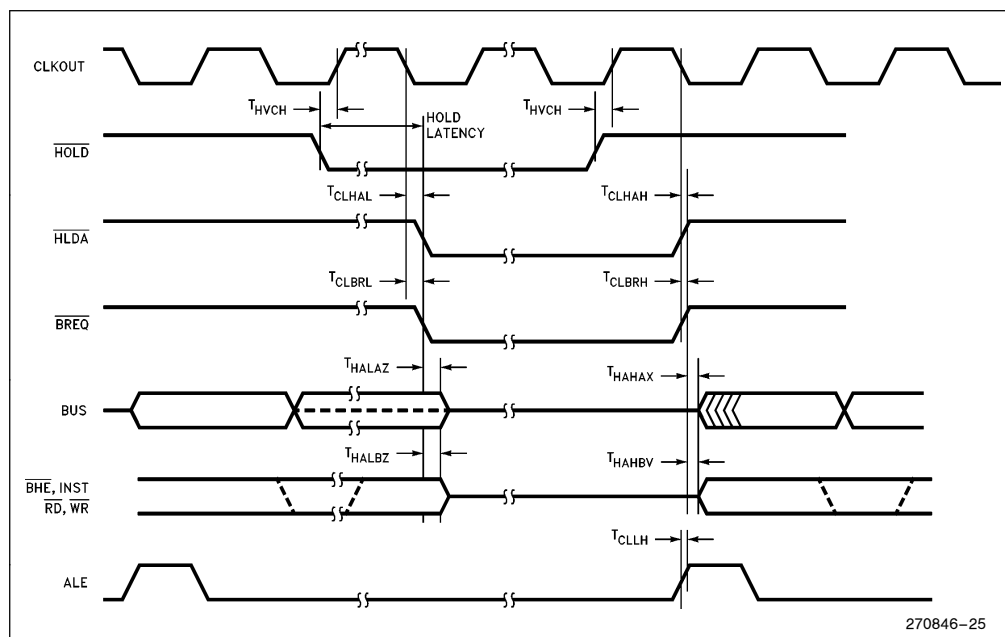 CLKOUT
T_HVCH
HOLD LATENCY
T_HVCH
HOLD
T_CLHAL
T_CLHAH
HLDA
T_CLBRL
T_CLBRH
BREQ
T_HALAZ
T_HAHAX
BUS
T_HALBZ
T_HAHBV
BHE, INST
RD, WR
T_CLLH
ALE
270846-25